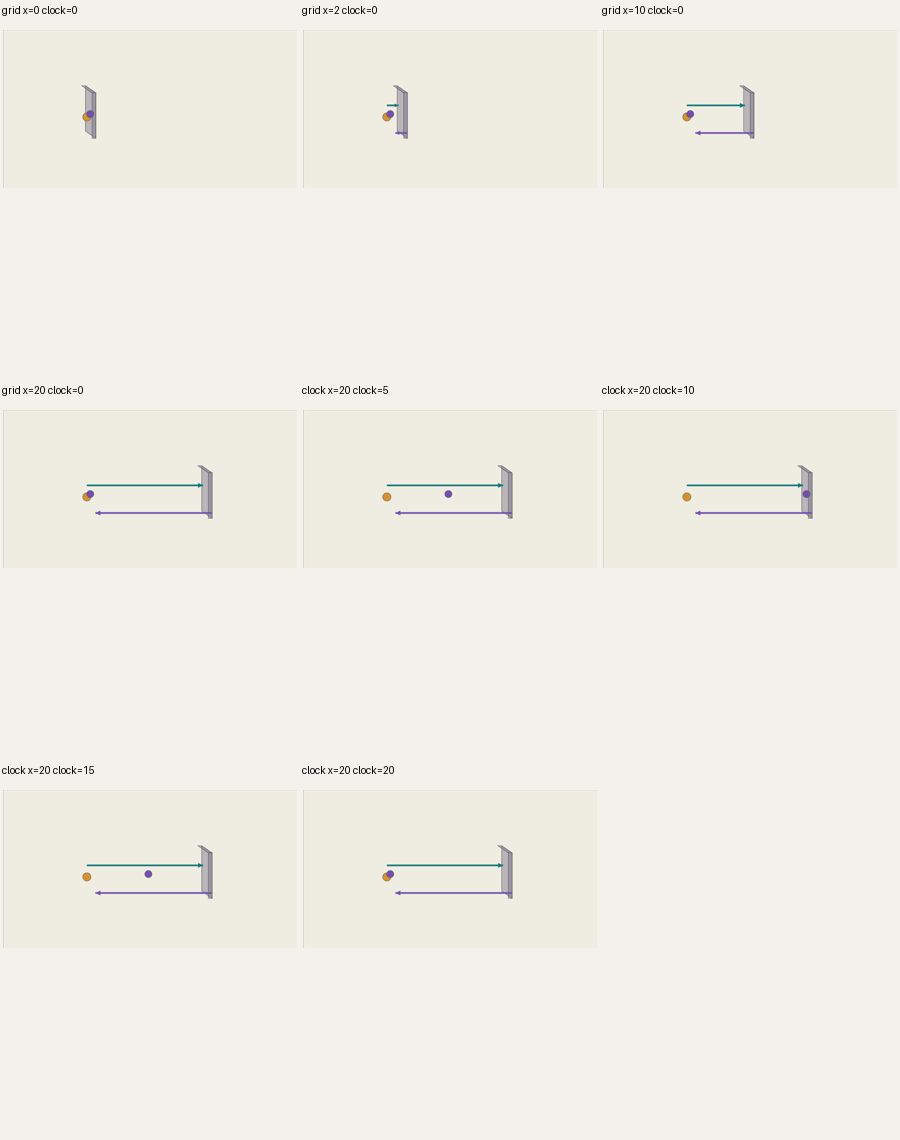 grid x=0 clock=0
grid x=2 clock=0
grid x=10 clock=0
grid x=20 clock=0
clock x=20 clock=5
clock x=20 clock=10
clock x=20 clock=15
clock x=20 clock=20